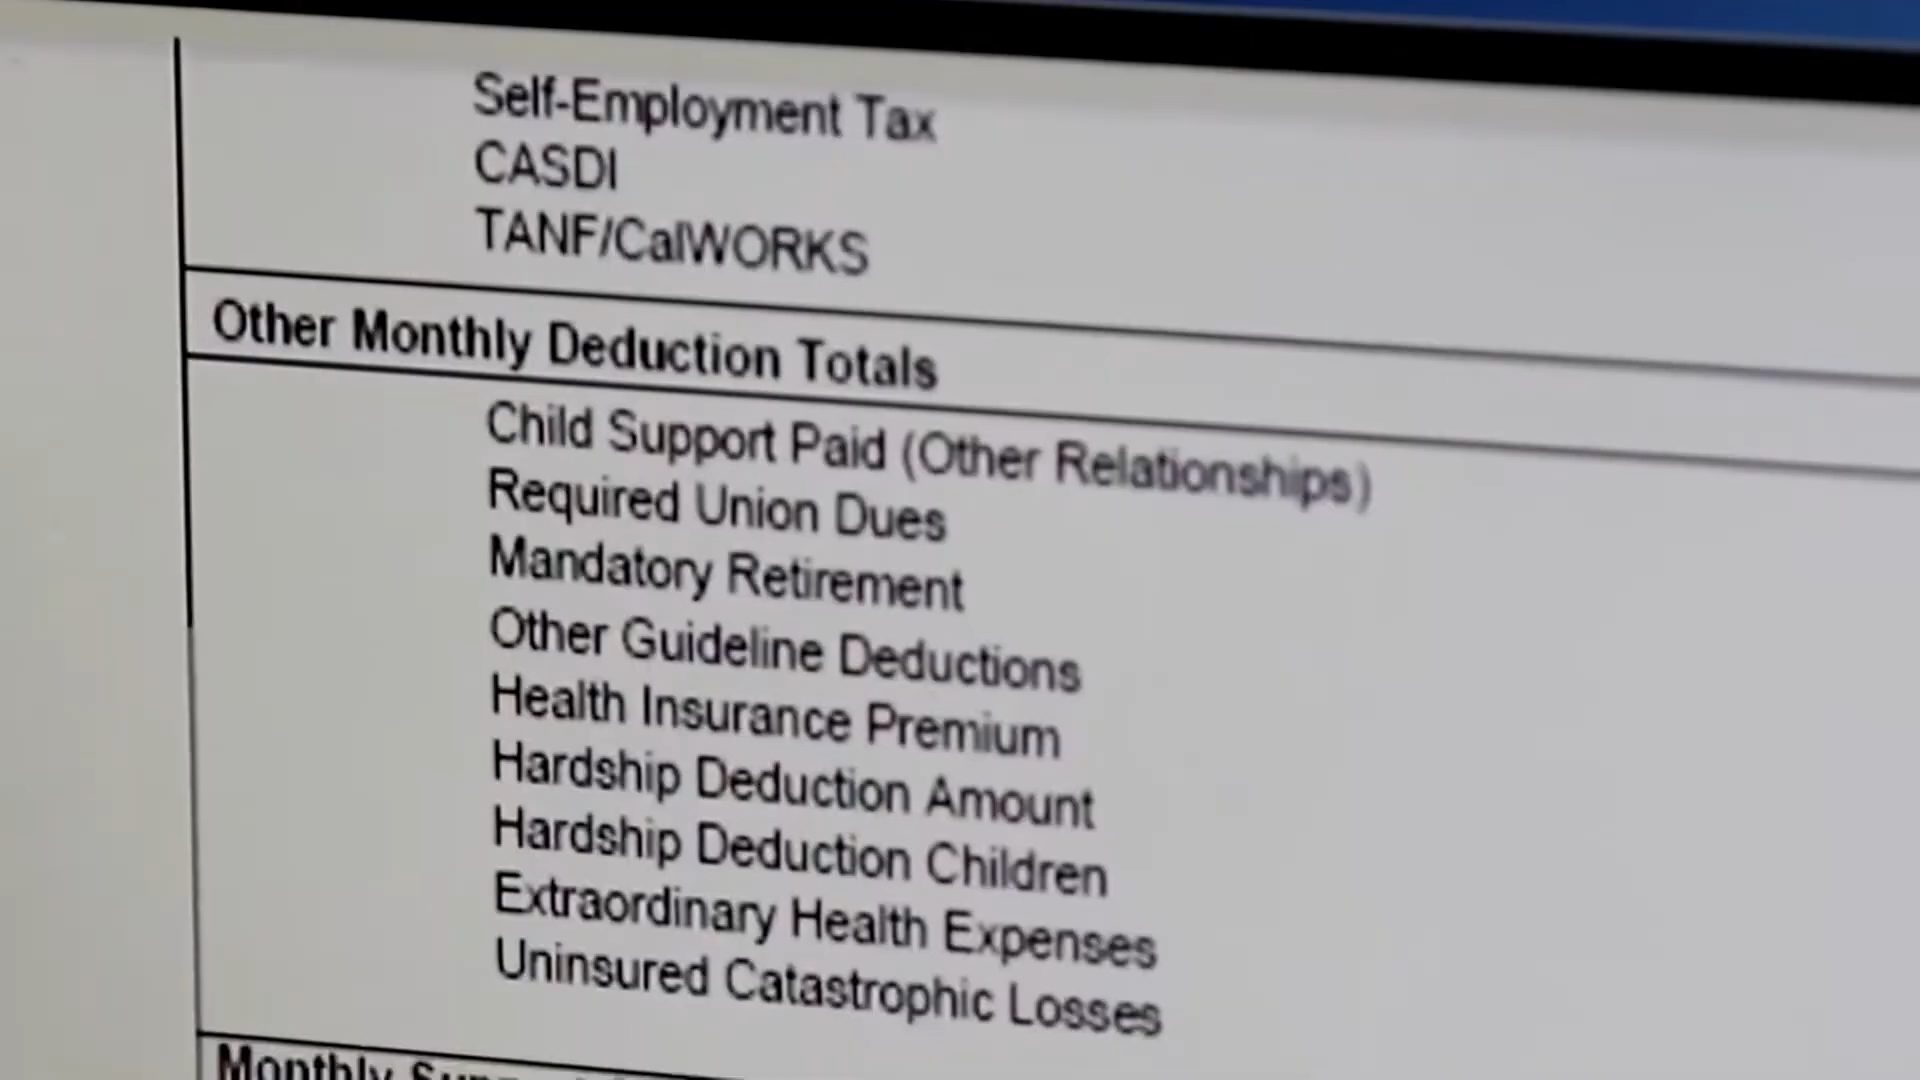 Self-Employment Tax
CASDI
TANF/CalWORKS
Other Monthly Deduction Totals
Child Support Paid (Other Relationships)
Required Union Dues
Mandatory Retirement
Other Guideline Deductions
Health Insurance Premium
Hardship Deduction Amount
Hardship Deduction Children
Extraordinary Health Expenses
Uninsured Catastrophic Losses
Monthly